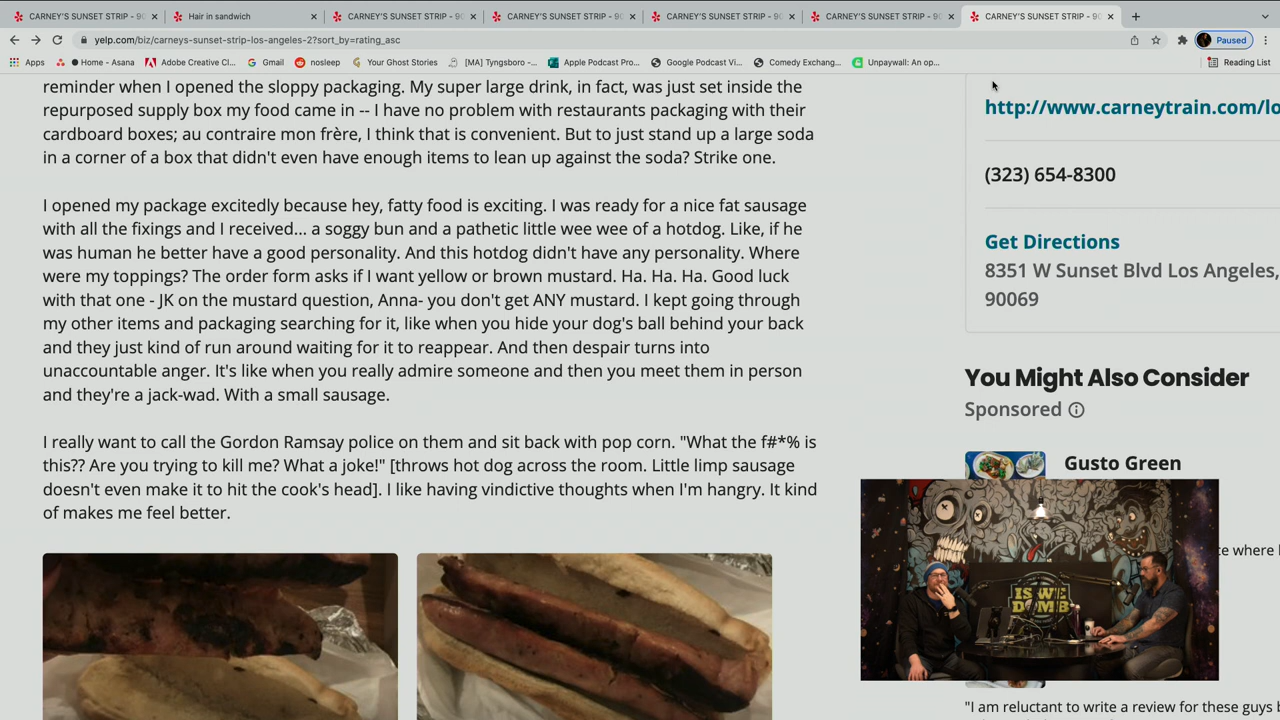 CARNEY'S SUNSET STRIP - 90
Hair in sandwich
CARNEY'S SUNSET STRIP - 90
CARNEY'S SUNSET STRIP - 90
CARNEY'S SUNSET STRIP - 90
CARNEY'S SUNSET STRIP - 90
CARNEY'S SUNSET STRIP - 90
yelp.com/biz/carneys-sunset-strip-los-angeles-2?sort_by=rating_asc
Paused
Apps
Home - Asana
Adobe Creative Cl...
Gmail
nosleep
Your Ghost Stories
[MA] Tyngsboro -...
Apple Podcast Pro...
Google Podcast Vi...
Comedy Exchang...
Unpaywall: An op...
Reading List
reminder when I opened the sloppy packaging. My super large drink, in fact, was just set inside the
repurposed supply box my food came in -- I have no problem with restaurants packaging with their
cardboard boxes; au contraire mon frère, I think that is convenient. But to just stand up a large soda
in a corner of a box that didn't even have enough items to lean up against the soda? Strike one.
I opened my package excitedly because hey, fatty food is exciting. I was ready for a nice fat sausage
with all the fixings and I received... a soggy bun and a pathetic little wee wee of a hotdog. Like, if he
was human he better have a good personality. And this hotdog didn't have any personality. Where
were my toppings? The order form asks if I want yellow or brown mustard. Ha. Ha. Ha. Good luck
with that one - JK on the mustard question, Anna- you don't get ANY mustard. I kept going through
my other items and packaging searching for it, like when you hide your dog's ball behind your back
and they just kind of run around waiting for it to reappear. And then despair turns into
unaccountable anger. It's like when you really admire someone and then you meet them in person
and they're a jack-wad. With a small sausage.
I really want to call the Gordon Ramsay police on them and sit back with pop corn. "What the f#*% is
this?? Are you trying to kill me? What a joke!" [throws hot dog across the room. Little limp sausage
doesn't even make it to hit the cook's head]. I like having vindictive thoughts when I'm hangry. It kind
of makes me feel better.
http://www.carneytrain.com/lo
(323) 654-8300
Get Directions
8351 W Sunset Blvd Los Angeles,
90069
You Might Also Consider
Sponsored
Gusto Green
ce where
IS WE
DUMB
"I am reluctant to write a review for these guys b